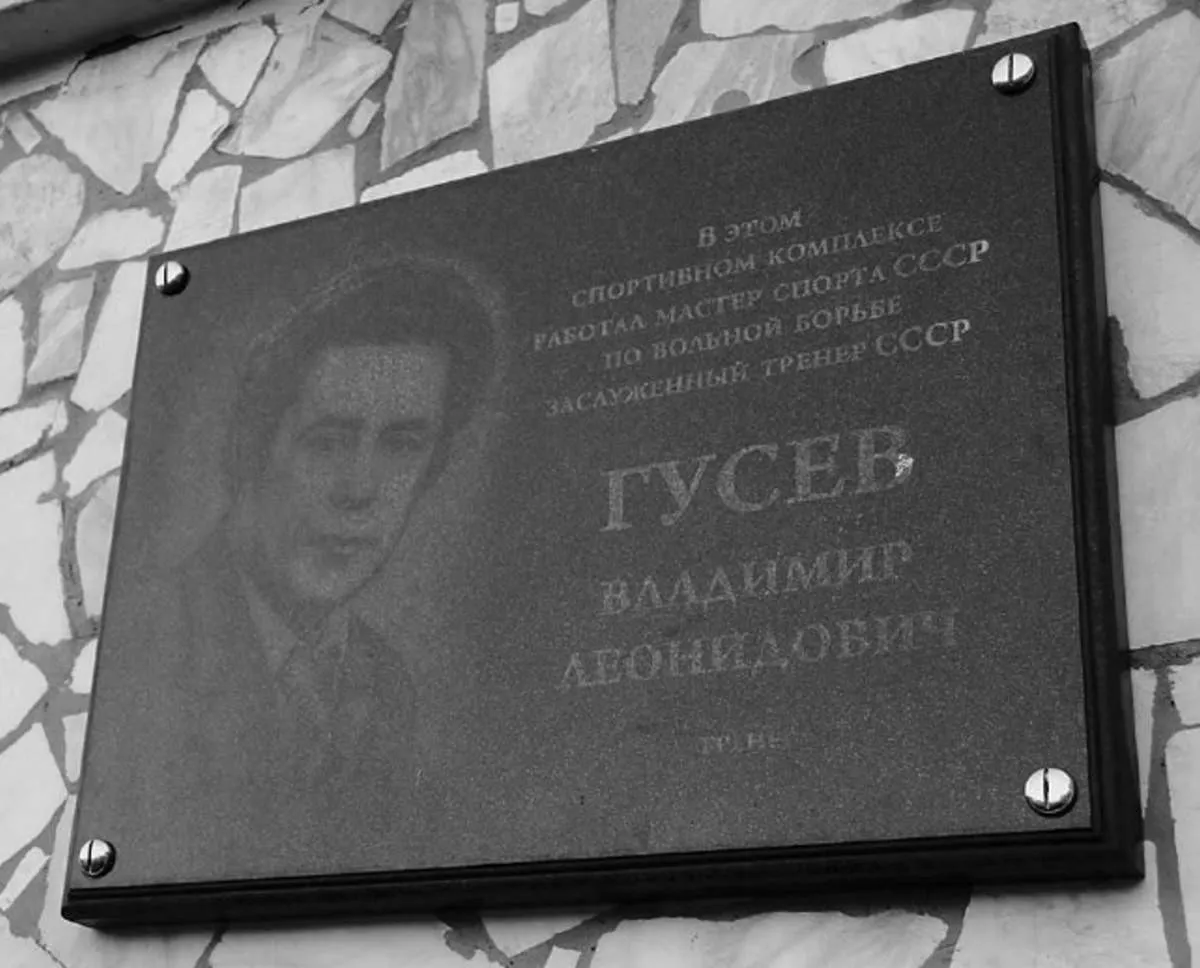 В ЭТОМ
СПОРТИВНОМ КОМПЛЕКСЕ
РАБОТАЛ МАСТЕР СПОРТА СССР
ПО ВОЛЬНОЙ БОРЬБЕ
ЗАСЛУЖЕННЫЙ ТРЕНЕР СССР
ГУСЕВ
ВЛАДИМИР
ЛЕОНИДОВИЧ